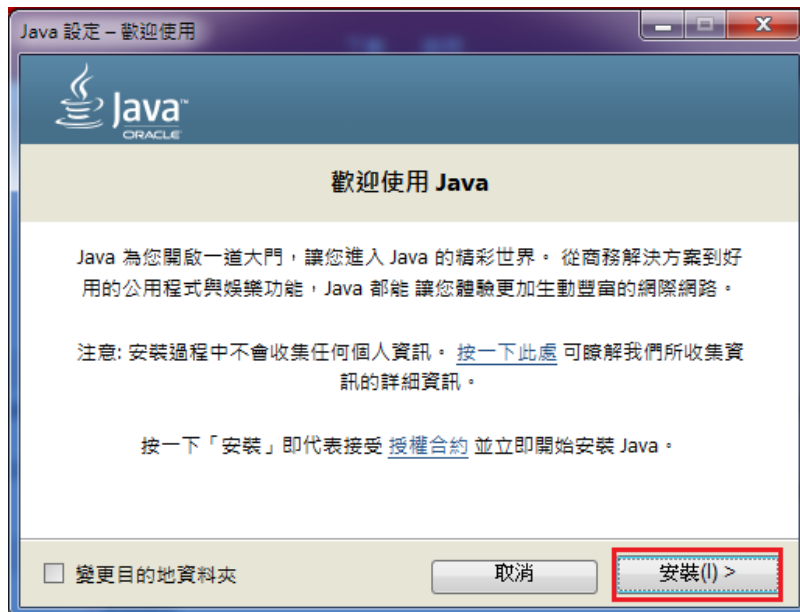 Java 設定 – 歡迎使用
Java™
ORACLE
歡迎使用 Java
Java 為您開啟一道大門，讓您進入 Java 的精彩世界。 從商務解決方案到好
用的公用程式與娛樂功能，Java 都能 讓您體驗更加生動豐富的網際網路。
注意: 安裝過程中不會收集任何個人資訊。 按一下此處 可瞭解我們所收集資
訊的詳細資訊。
按一下「安裝」即代表接受 授權合約 並立即開始安裝 Java。
變更目的地資料夾
取消
安裝(I) >